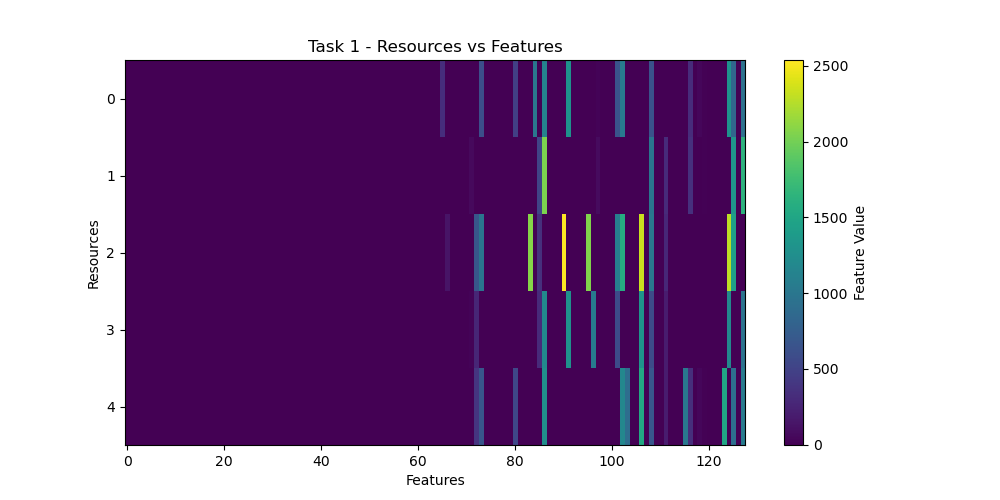 Task 1 - Resources vs Features
Resources
0
1
2
3
4
0 20 40 60 80 100 120
Features
2500
2000
1500
1000
500
0
Feature Value